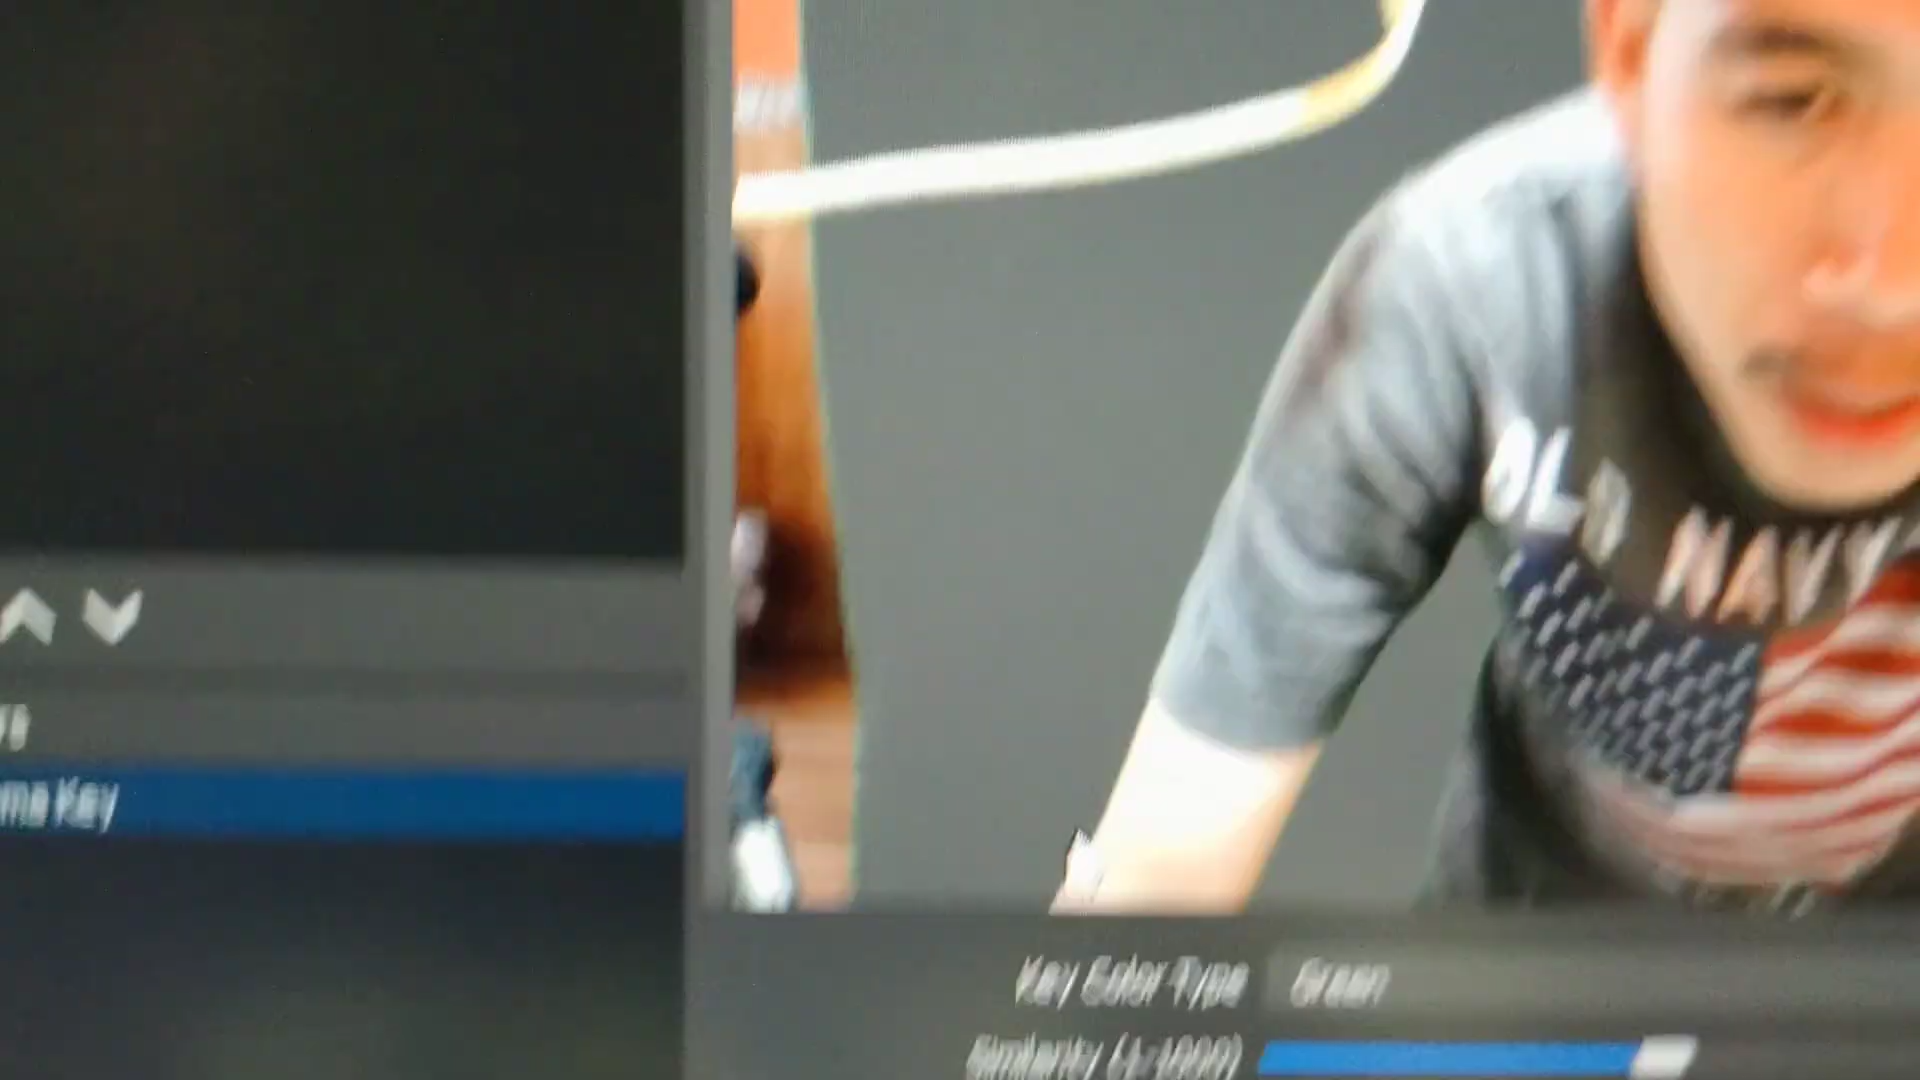 OLD NAVY
Key Color Type Green
Similarity (1-1000)
ma Key